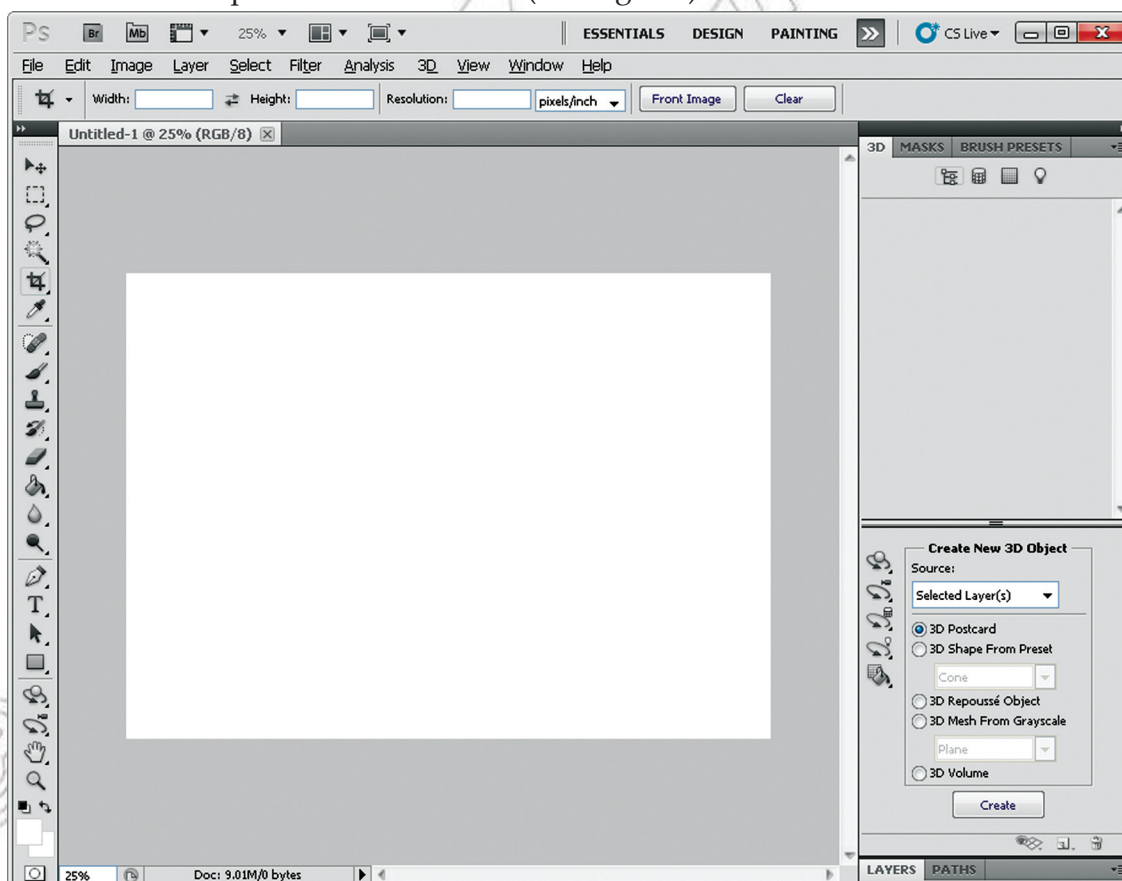 Ps Br Mb 25% ESSENTIALS DESIGN PAINTING >> CS Live
File Edit Image Layer Select Filter Analysis 3D View Window Help
Width: Height: Resolution: pixels/inch Front Image Clear
Untitled-1 @ 25% (RGB/8)
3D MASKS BRUSH PRESETS
Create New 3D Object
Source:
Selected Layer(s)
3D Postcard
3D Shape From Preset
Cone
3D Repoussé Object
3D Mesh From Grayscale
Plane
3D Volume
Create
T
25% Doc: 9.01M/0 bytes
LAYERS PATHS